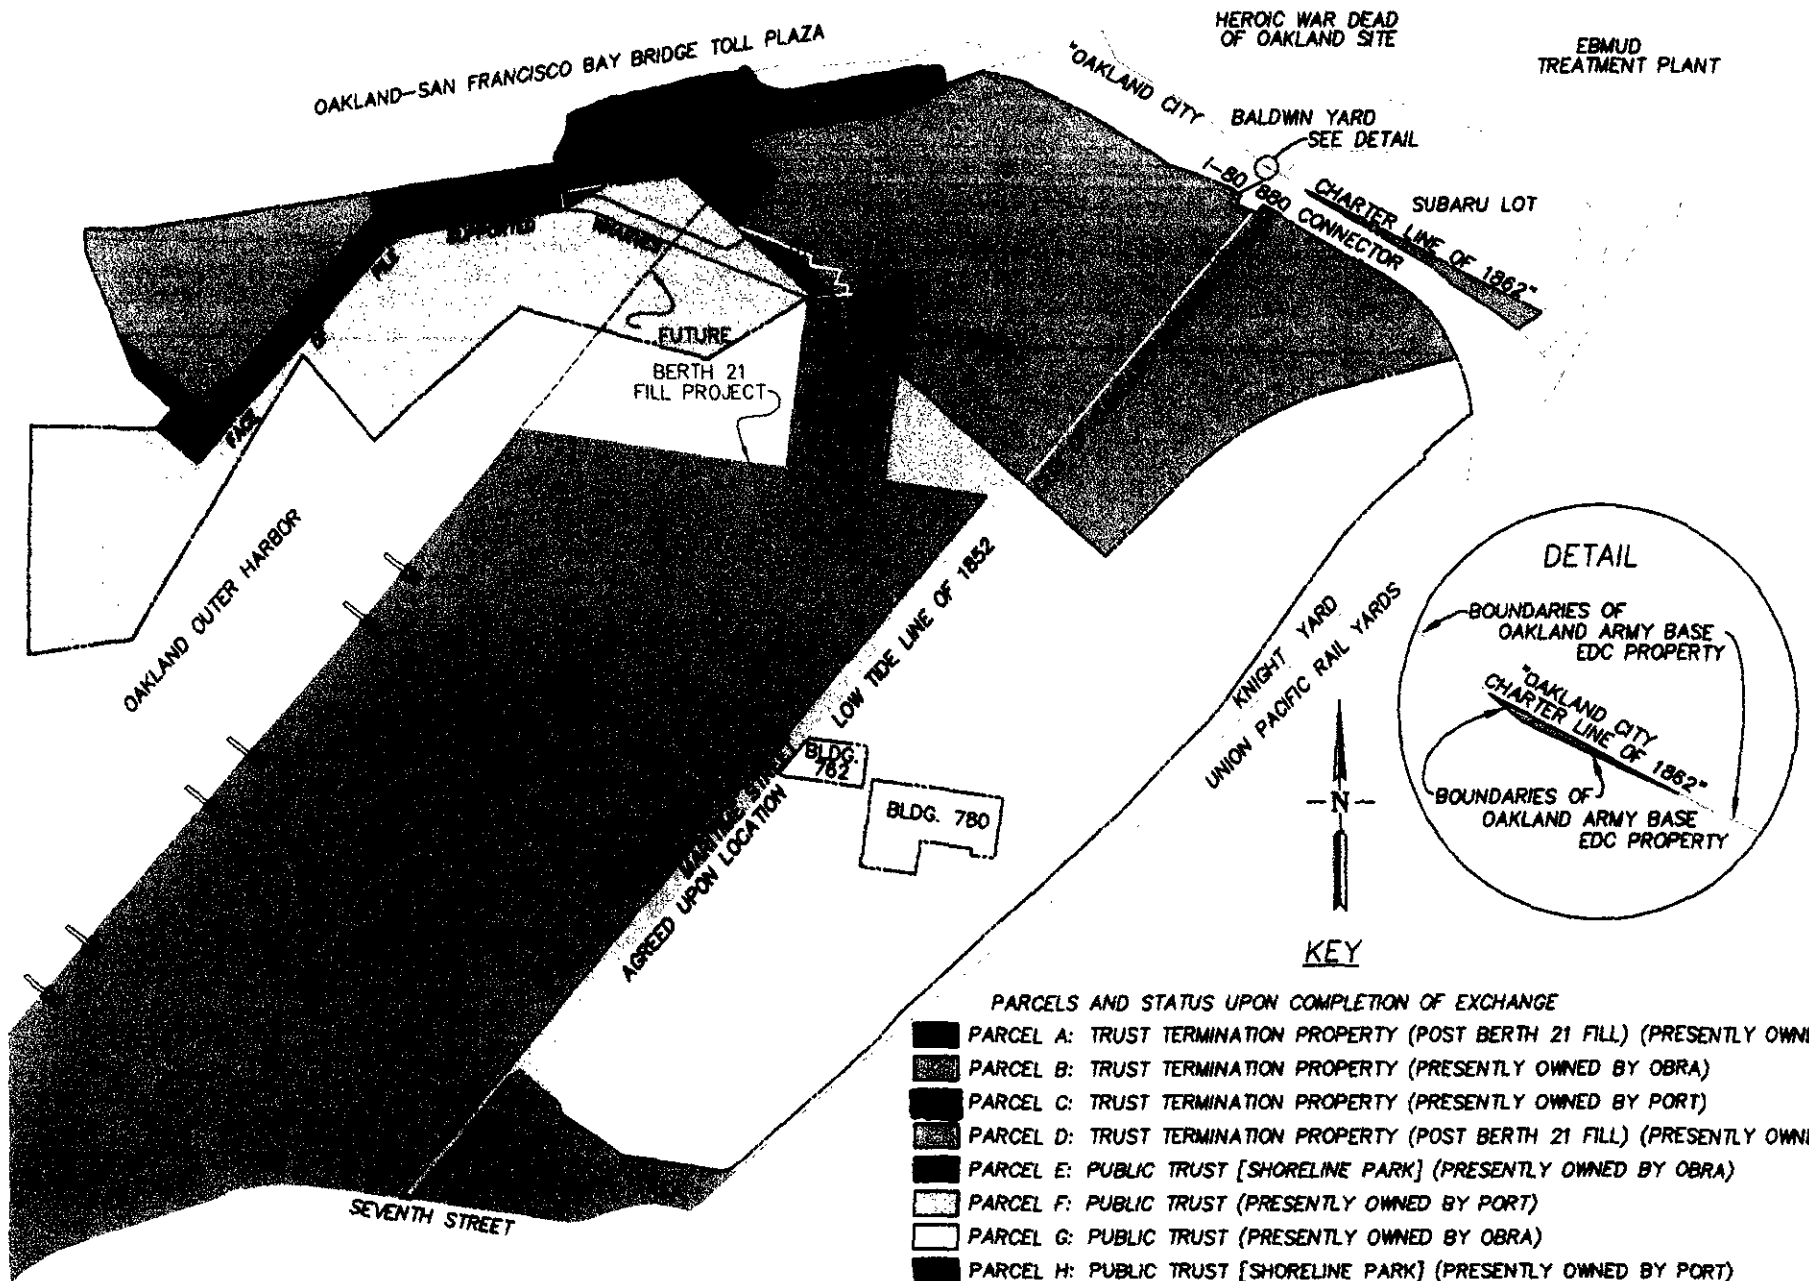 HEROIC WAR DEAD
OF OAKLAND SITE
EBMUD
TREATMENT PLANT
OAKLAND-SAN FRANCISCO BAY BRIDGE TOLL PLAZA
"OAKLAND CITY
BALDWIN YARD
SEE DETAIL
I-80/880 CONNECTOR
CHARTER LINE OF 1862"
SUBARU LOT
SUPPORTED
WHARVES
FUTURE
BERTH 21
FILL PROJECT
OAKLAND OUTER HARBOR
LOW TIDE LINE OF 1852
MARITIME STREET
AGREED UPON LOCATION
BLDG.
762
BLDG. 780
KNIGHT YARD
UNION PACIFIC RAIL YARDS
SEVENTH STREET
-N-
DETAIL
BOUNDARIES OF
OAKLAND ARMY BASE
EDC PROPERTY
"OAKLAND CITY
CHARTER LINE OF 1862"
BOUNDARIES OF
OAKLAND ARMY BASE
EDC PROPERTY
KEY
PARCELS AND STATUS UPON COMPLETION OF EXCHANGE
PARCEL A: TRUST TERMINATION PROPERTY (POST BERTH 21 FILL) (PRESENTLY OWNE
PARCEL B: TRUST TERMINATION PROPERTY (PRESENTLY OWNED BY OBRA)
PARCEL C: TRUST TERMINATION PROPERTY (PRESENTLY OWNED BY PORT)
PARCEL D: TRUST TERMINATION PROPERTY (POST BERTH 21 FILL) (PRESENTLY OWNE
PARCEL E: PUBLIC TRUST [SHORELINE PARK] (PRESENTLY OWNED BY OBRA)
PARCEL F: PUBLIC TRUST (PRESENTLY OWNED BY PORT)
PARCEL G: PUBLIC TRUST (PRESENTLY OWNED BY OBRA)
PARCEL H: PUBLIC TRUST [SHORELINE PARK] (PRESENTLY OWNED BY PORT)